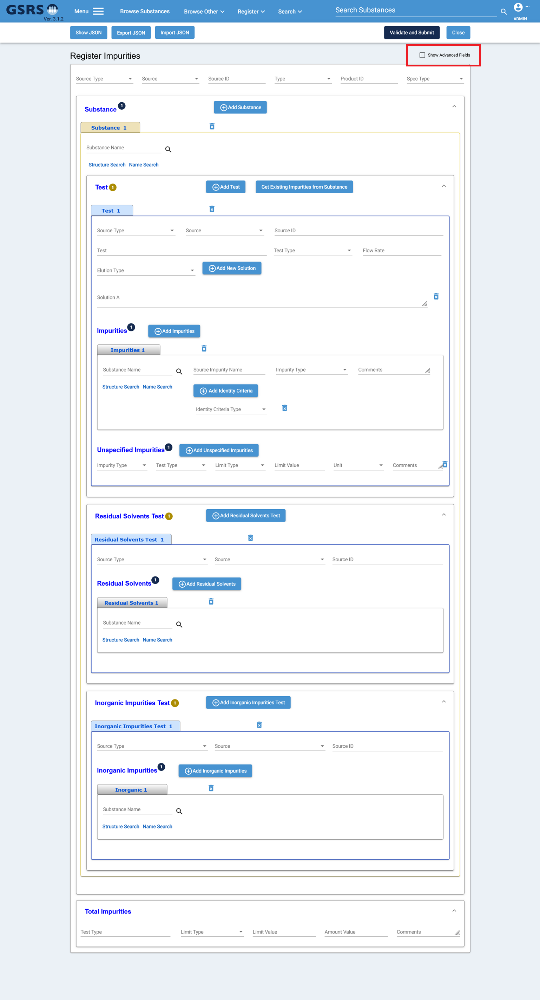 GSRS
Ver. 3.1.2
Menu Browse Substances Browse Other Register Search Search Substances
ADMIN
Show JSON Export JSON Import JSON Validate and Submit Close
Register Impurities Show Advanced Fields
Source Type Source Source ID Type Product ID Spec Type
Substance 1 Add Substance
Substance 1
Substance Name
Structure Search Name Search
Test 1 Add Test Get Existing Impurities from Substance
Test 1
Source Type Source Source ID
Test Test Type Flow Rate
Elution Type Add New Solution
Solution A
Impurities 1 Add Impurities
Impurities 1
Substance Name Source Impurity Name Impurity Type Comments
Structure Search Name Search Add Identity Criteria
Identity Criteria Type
Unspecified Impurities 1 Add Unspecified Impurities
Impurity Type Test Type Limit Type Limit Value Unit Comments
Residual Solvents Test 1 Add Residual Solvents Test
Residual Solvents Test 1
Source Type Source Source ID
Residual Solvents 1 Add Residual Solvents
Residual Solvents 1
Substance Name
Structure Search Name Search
Inorganic Impurities Test 1 Add Inorganic Impurities Test
Inorganic Impurities Test 1
Source Type Source Source ID
Inorganic Impurities 1 Add Inorganic Impurities
Inorganic 1
Substance Name
Structure Search Name Search
Total Impurities
Test Type Limit Type Limit Value Amount Value Comments